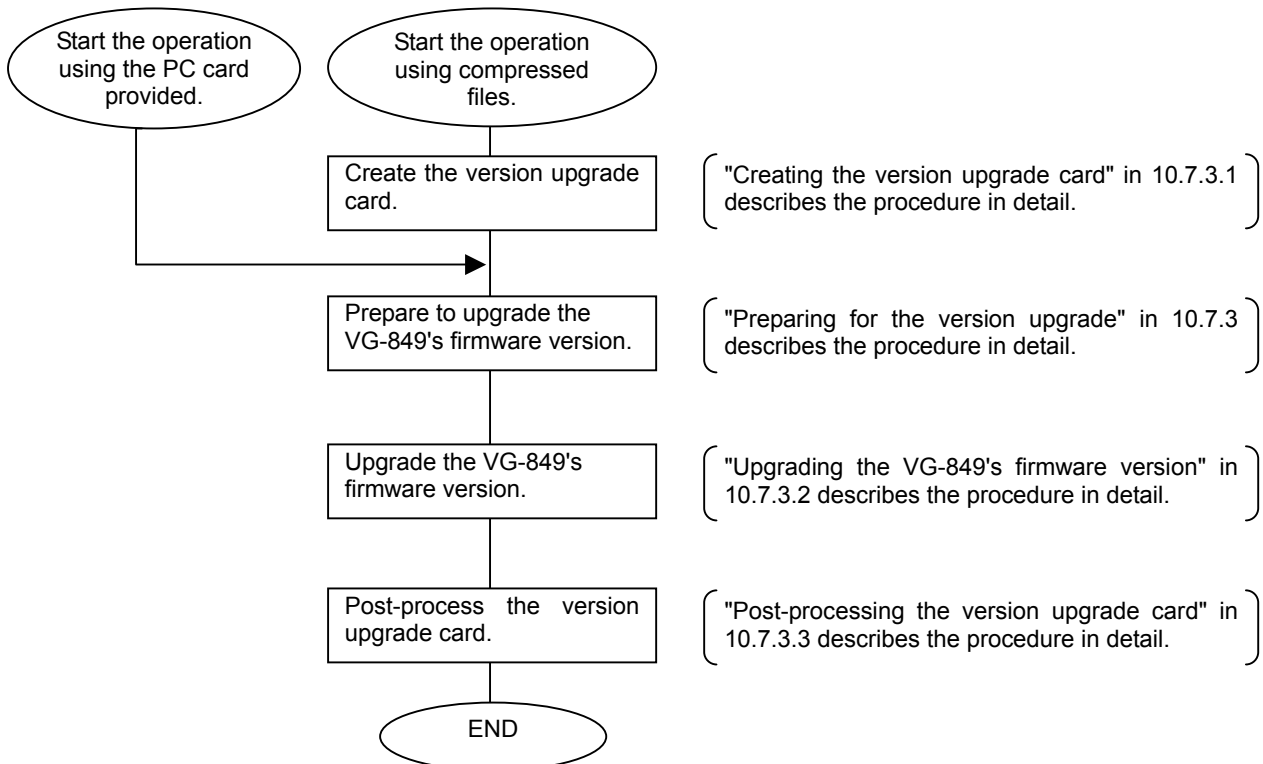 Start the operation
using the PC card
provided.
Start the operation
using compressed
files.
Create the version upgrade
card.
"Creating the version upgrade card" in 10.7.3.1
describes the procedure in detail.
Prepare to upgrade the
VG-849's firmware version.
"Preparing for the version upgrade" in 10.7.3
describes the procedure in detail.
Upgrade the VG-849's
firmware version.
"Upgrading the VG-849's firmware version" in
10.7.3.2 describes the procedure in detail.
Post-process the version
upgrade card.
"Post-processing the version upgrade card" in
10.7.3.3 describes the procedure in detail.
END